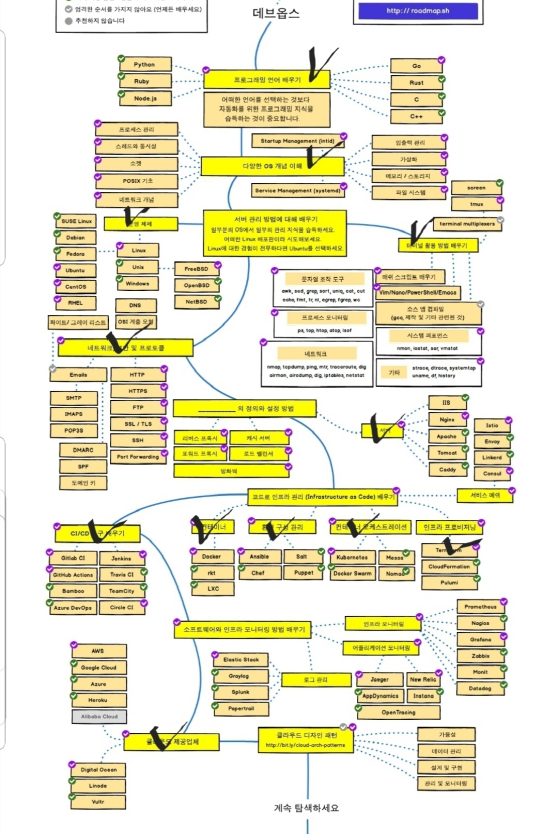 엄격한 순서를 가지지 않아요 (언제든 배우세요)
추천하지 않습니다
데브옵스
http:// roadmap.sh
Python
Ruby
Node.js
프로그래밍 언어 배우기
어떠한 언어를 선택하는 것보다
자동화를 위한 프로그래밍 지식을
습득하는 것이 중요합니다.
Go
Rust
C
C++
프로세스 관리
스레드와 동시성
소켓
POSIX 기초
네트워크 개념
Startup Management (initd)
다양한 OS 개념 이해
Service Management (systemd)
입출력 관리
가상화
메모리 / 스토리지
파일 시스템
screen
tmux
terminal multiplexers
서버 관리 방법에 대해 배우기
일부분의 OS에서 얼부의 관리 지식을 습득하세요.
어떠한 Linux 배포판이라 시도해보세요.
Linux에 대한 경험이 전무하다면 Ubuntu를 선택하세요
운영 체제
터미널 활용 방법 배우기
SUSE Linux
Debian
Fedora
Ubuntu
CentOS
RHEL
Linux
Unix
Windows
FreeBSD
OpenBSD
NetBSD
문자열 조작 도구
awk, sed, grep, sort, uniq, cat, cut
echo, fmt, tr, nl, egrep, fgrep, wc
프로세스 모니터링
ps, top, htop, atop, lsof
네트워크
nmap, tcpdump, ping, mtr, traceroute, dig
airmon, airodump, dig, iptables, netstat
배쉬 스크립트 배우기
Vim/Nano/PowerShell/Emacs
소스 앱 컴파일
(gcc, 제작 및 기타 관련된 것)
시스템 퍼포먼스
nmon, iostat, sar, vmstat
기타
strace, dtrace, systemtap
uname, df, history
DNS
OSI 계층 모형
화이트/ 그레이 리스트
네트워크 보안 및 프로토콜
Emails
SMTP
IMAPS
POP3S
DMARC
SPF
도메인 키
HTTP
HTTPS
FTP
SSL / TLS
SSH
Port Forwarding
__________ 의 정의와 설정 방법
리버스 프록시
캐시 서버
포워드 프록시
로드 밸런서
방화벽
서버
IIS
Nginx
Apache
Tomcat
Caddy
Istio
Envoy
Linkerd
Consul
서비스 메쉬
코드로 인프라 관리 (Infrastructure as Code) 배우기
CI/CD 도구 배우기
Gitlab CI
Jenkins
GitHub Actions
Travis CI
Bamboo
TeamCity
Azure DevOps
Circle CI
컨테이너
Docker
rkt
LXC
환경 구성 관리
Ansible
Salt
Chef
Puppet
컨테이너 오케스트레이션
Kubernetes
Mesos
Docker Swarm
Nomad
인프라 프로비저닝
Terraform
CloudFormation
Pulumi
소프트웨어와 인프라 모니터링 방법 배우기
인프라 모니터링
어플리케이션 모니터링
Prometheus
Nagios
Grafana
Zabbix
Monit
Datadog
Elastic Stack
Graylog
Splunk
Papertrail
로그 관리
Jaeger
New Relic
AppDynamics
Instana
OpenTracing
AWS
Google Cloud
Azure
Heroku
Alibaba Cloud
클라우드 제공업체
클라우드 디자인 패턴
http://bit.ly/cloud-arch-patterns
Digital Ocean
Linode
Vultr
가용성
데이터 관리
설계 및 구현
관리 및 모니터링
계속 탐색하세요